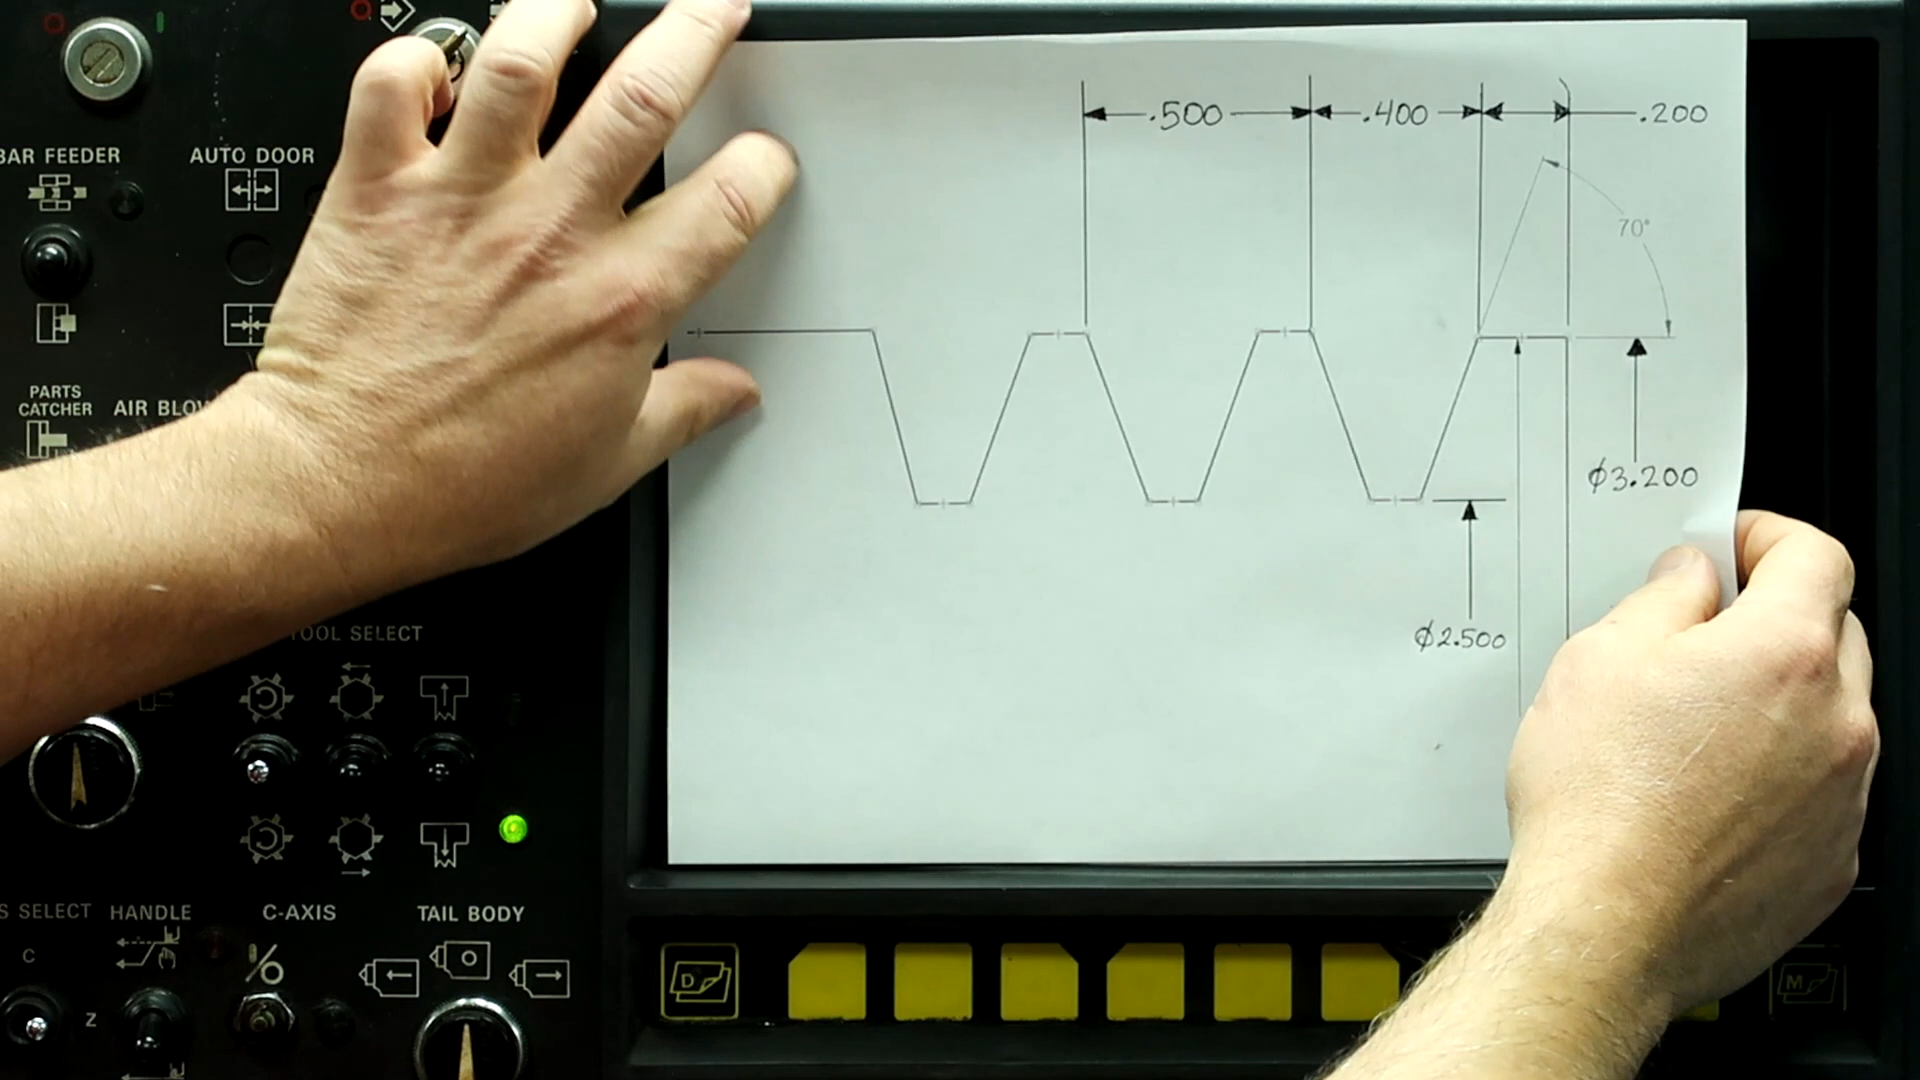 .500 .400 .200
70°
BAR FEEDER AUTO DOOR
PARTS
CATCHER AIR BLOW
φ3.200
φ2.500
TOOL SELECT
S SELECT HANDLE C-AXIS TAIL BODY
C
Z
D
M